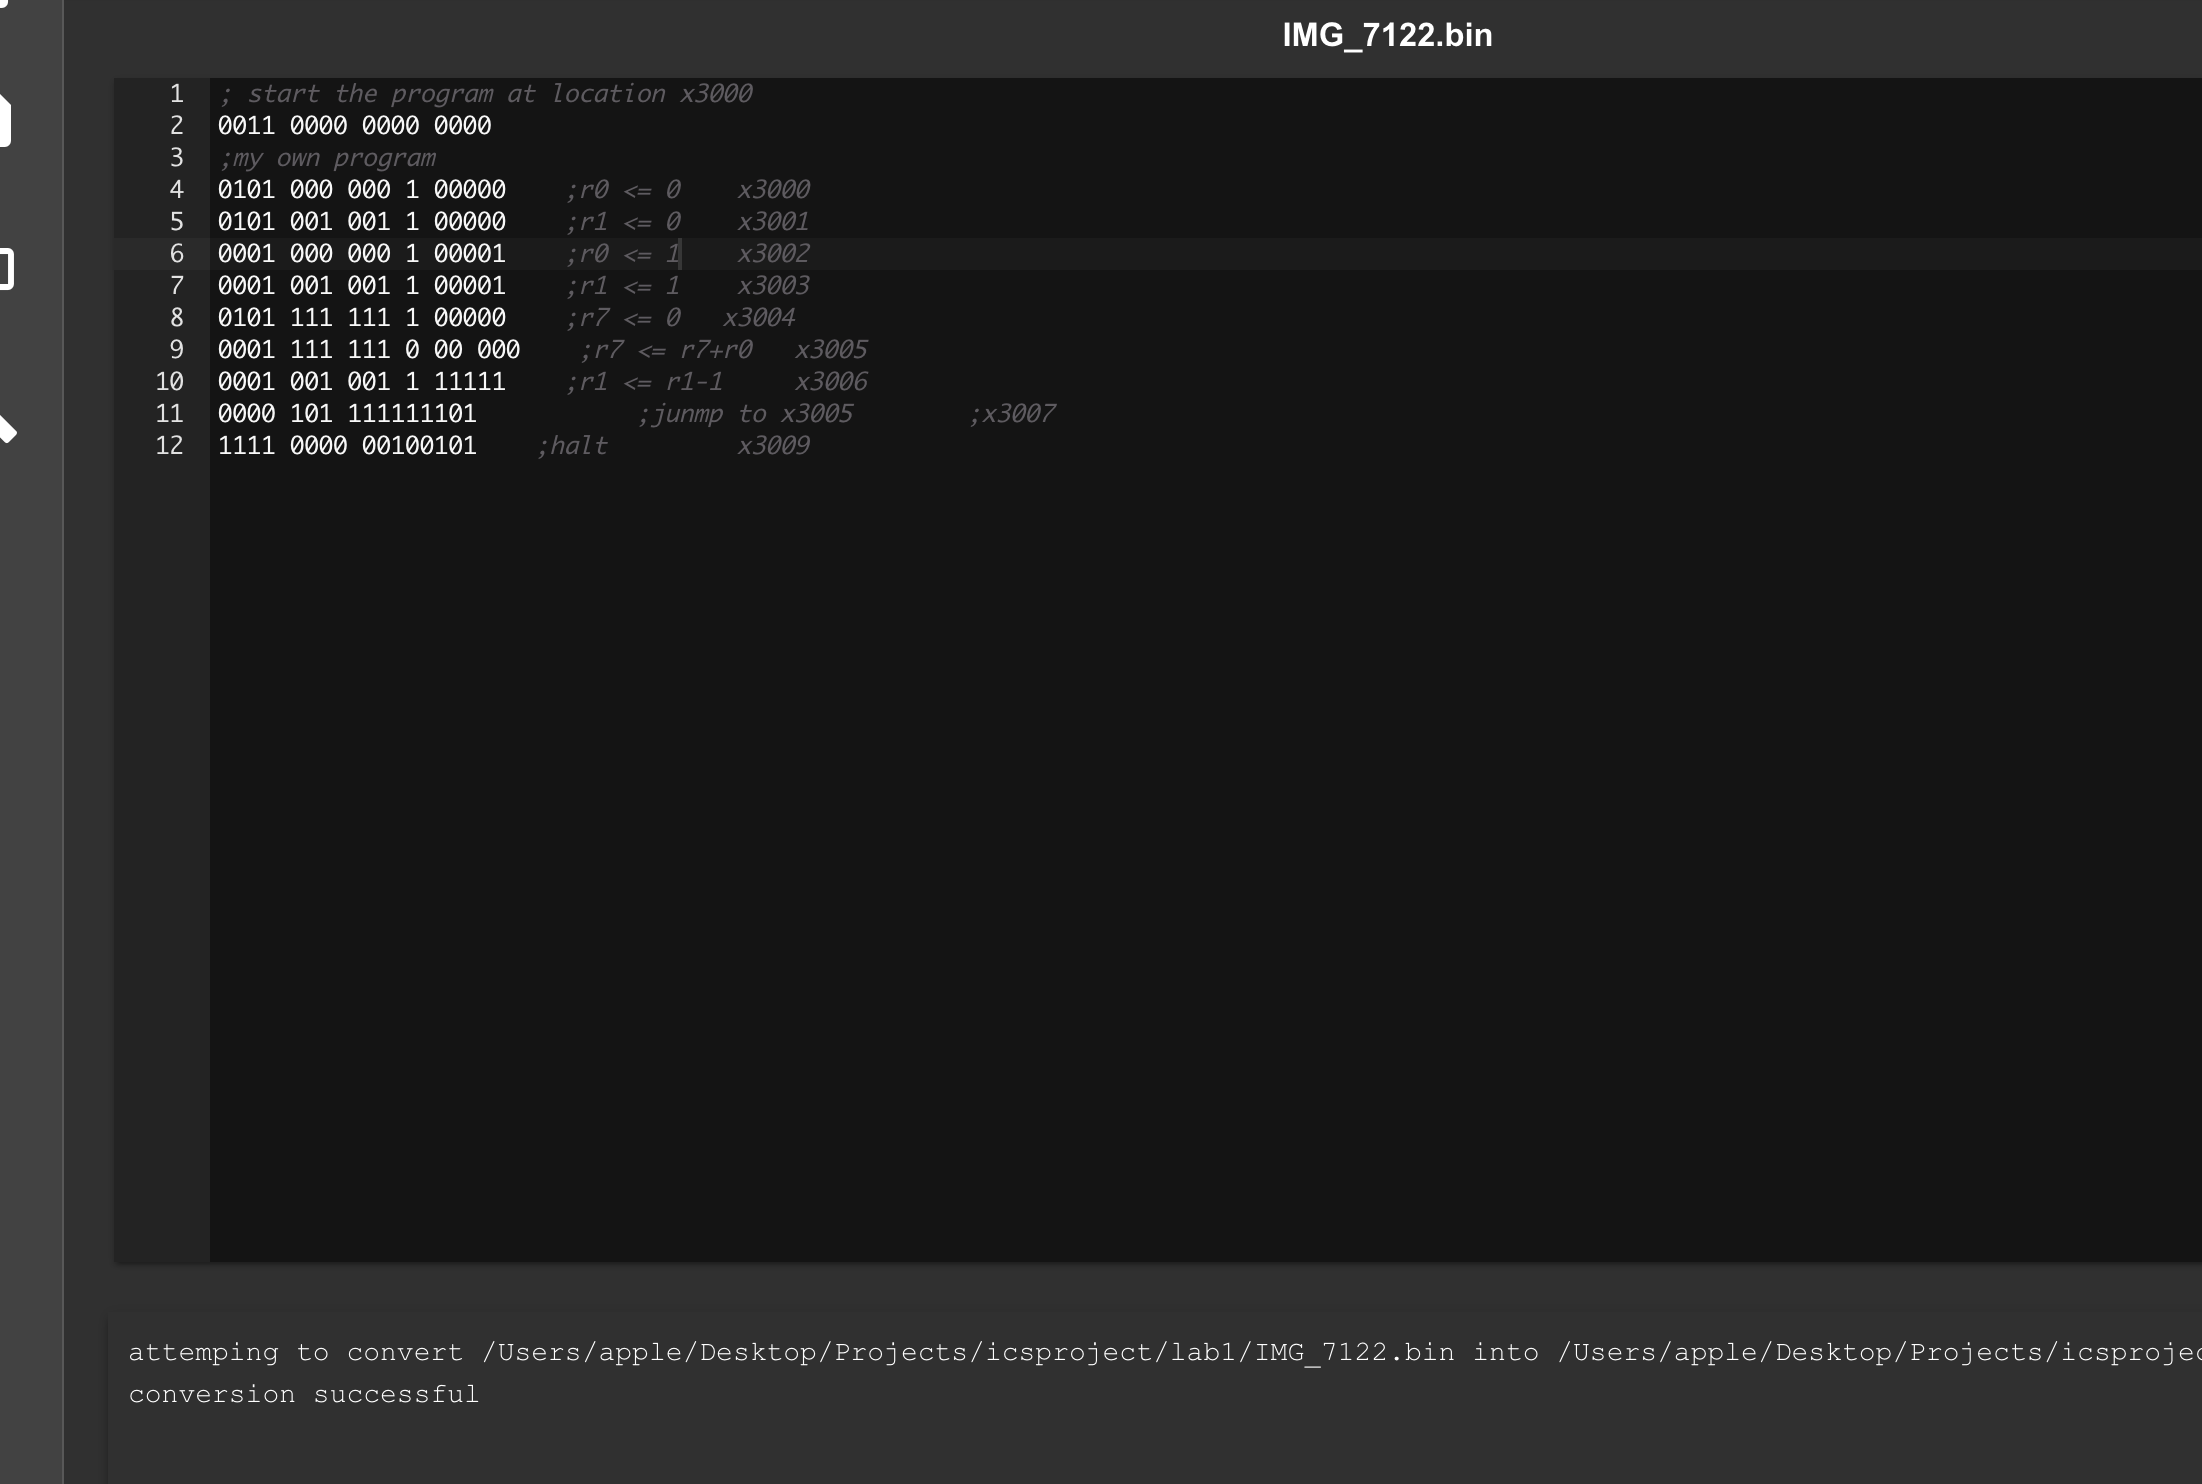 IMG_7122.bin
1 ; start the program at location x3000
2 0011 0000 0000 0000
3 ;my own program
4 0101 000 000 1 00000    ;r0 <= 0    x3000
5 0101 001 001 1 00000    ;r1 <= 0    x3001
6 0001 000 000 1 00001    ;r0 <= 1    x3002
7 0001 001 001 1 00001    ;r1 <= 1    x3003
8 0101 111 111 1 00000    ;r7 <= 0   x3004
9 0001 111 111 0 00 000    ;r7 <= r7+r0   x3005
10 0001 001 001 1 11111    ;r1 <= r1-1     x3006
11 0000 101 111111101           ;junmp to x3005        ;x3007
12 1111 0000 00100101    ;halt         x3009
attemping to convert /Users/apple/Desktop/Projects/icsproject/lab1/IMG_7122.bin into /Users/apple/Desktop/Projects/icsprojec
conversion successful